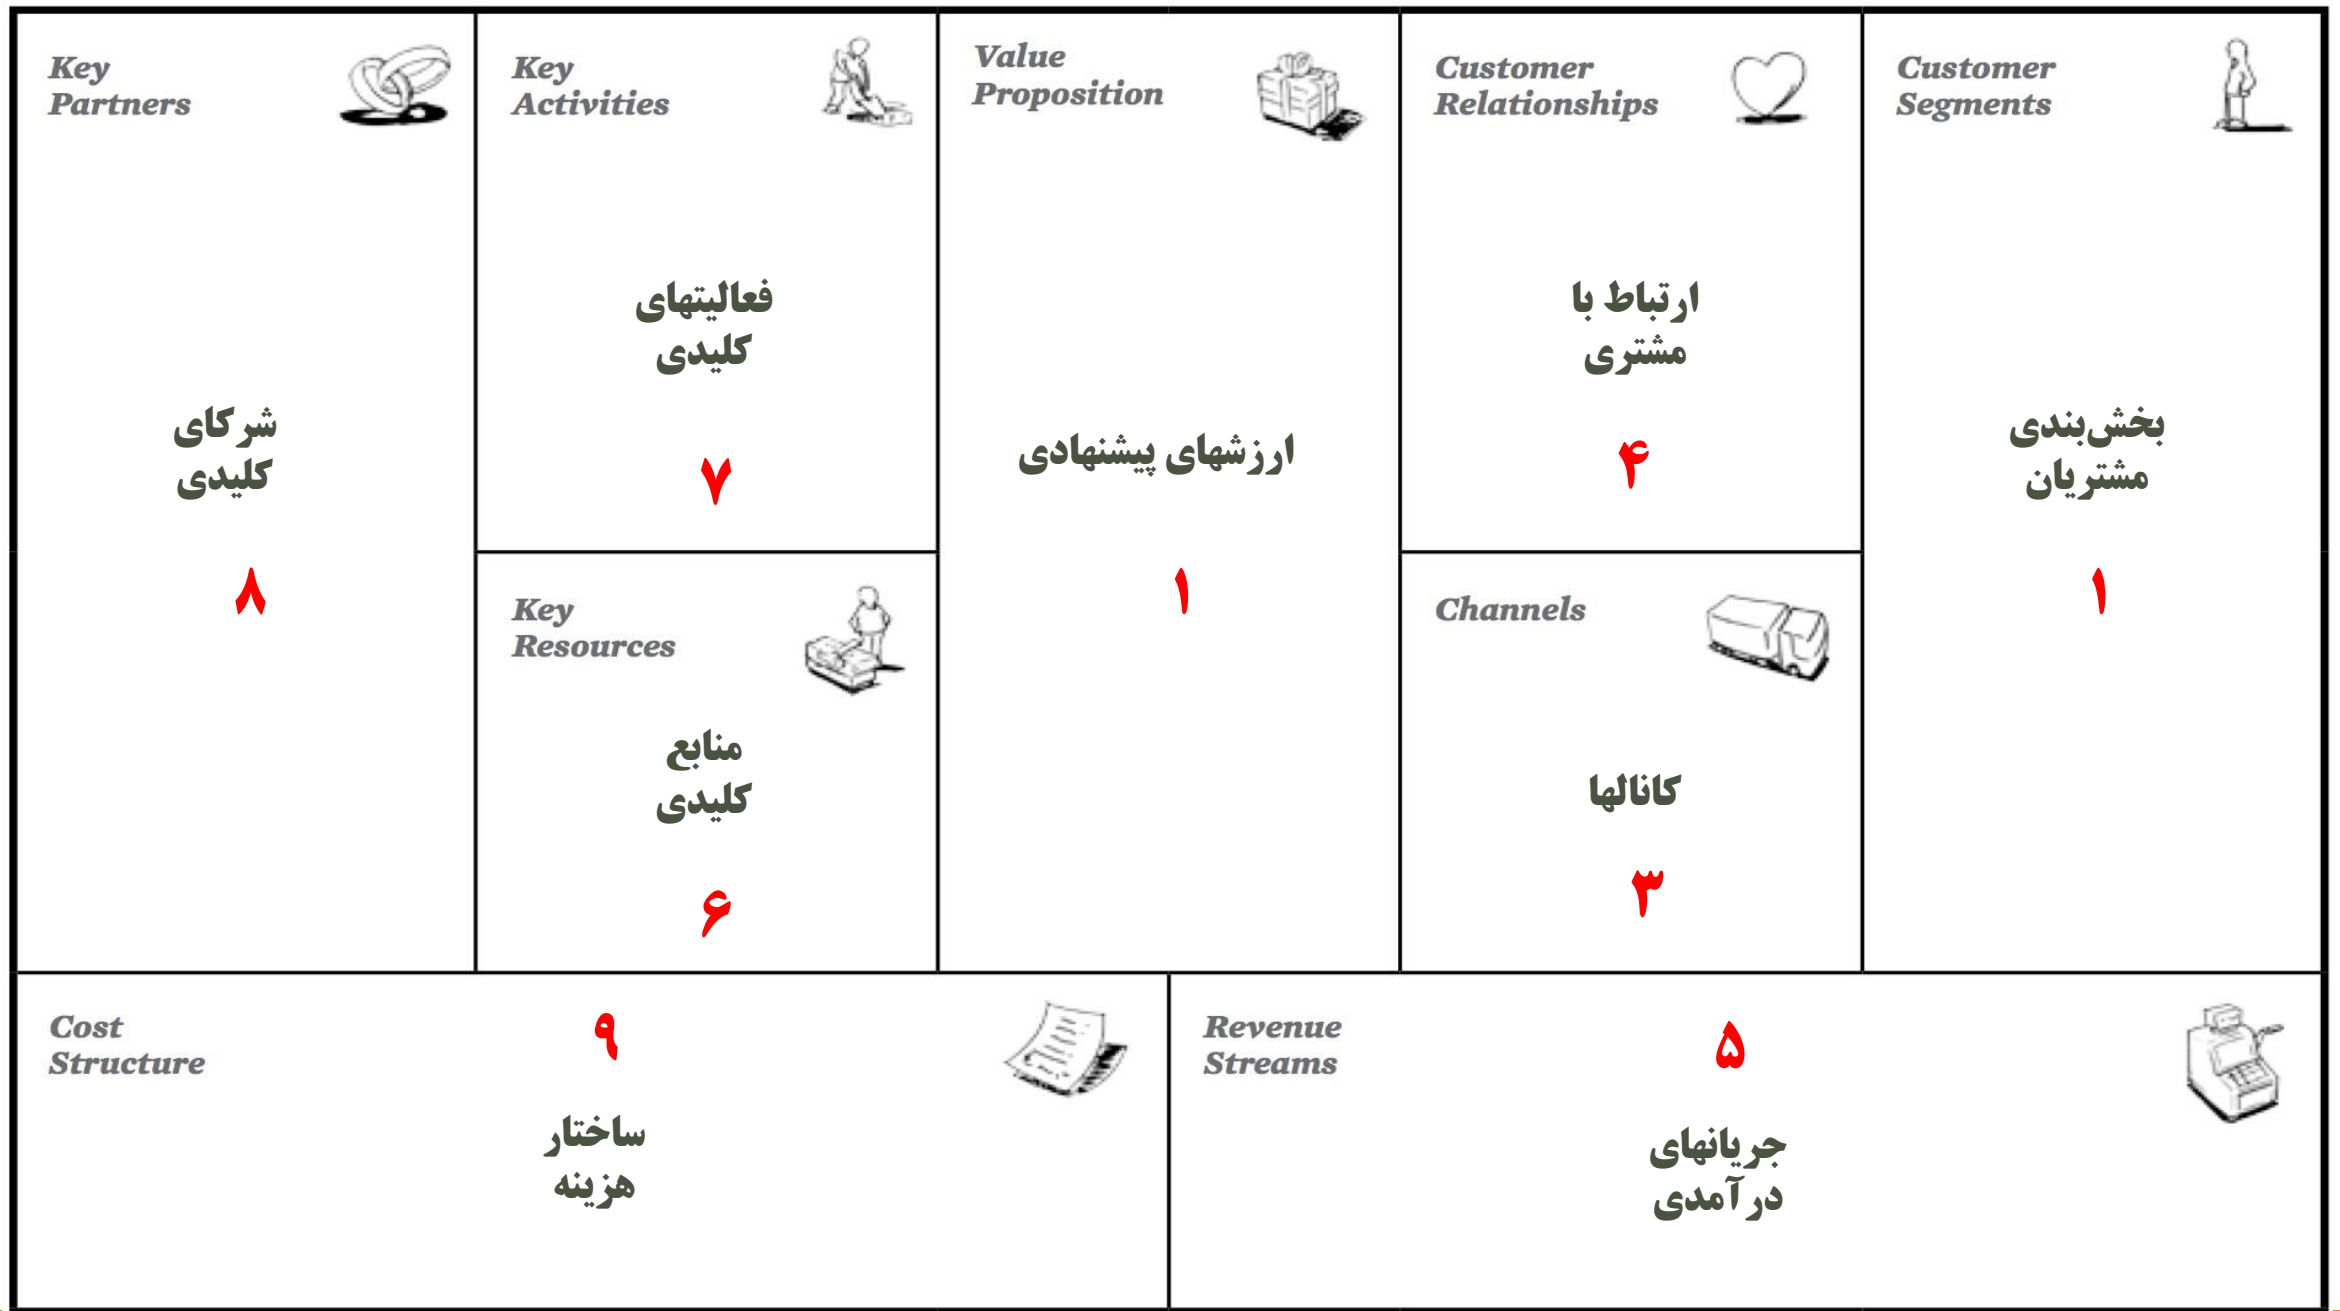 Key
Partners
شرکای
کلیدی
۸
Key
Activities
فعالیتهای
کلیدی
۷
Key
Resources
منابع
کلیدی
۶
Value
Proposition
ارزشهای پیشنهادی
۱
Customer
Relationships
ارتباط با
مشتری
۴
Channels
کانالها
۳
Customer
Segments
بخش‌بندی
مشتریان
۱
Cost
Structure
۹
ساختار
هزینه
Revenue
Streams
۵
جریانهای
درآمدی